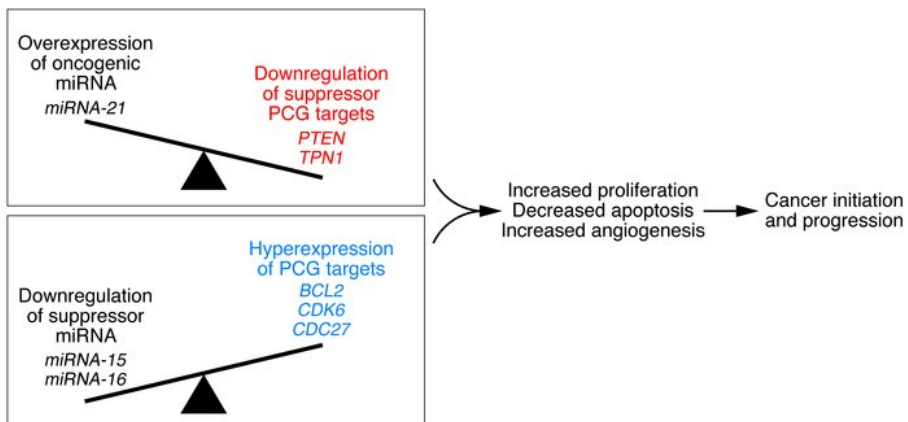 Overexpression
of oncogenic
miRNA
miRNA-21
Downregulation
of suppressor
PCG targets
PTEN
TPN1
Downregulation
of suppressor
miRNA
miRNA-15
miRNA-16
Hyperexpression
of PCG targets
BCL2
CDK6
CDC27
Increased proliferation
Decreased apoptosis
Increased angiogenesis
Cancer initiation
and progression